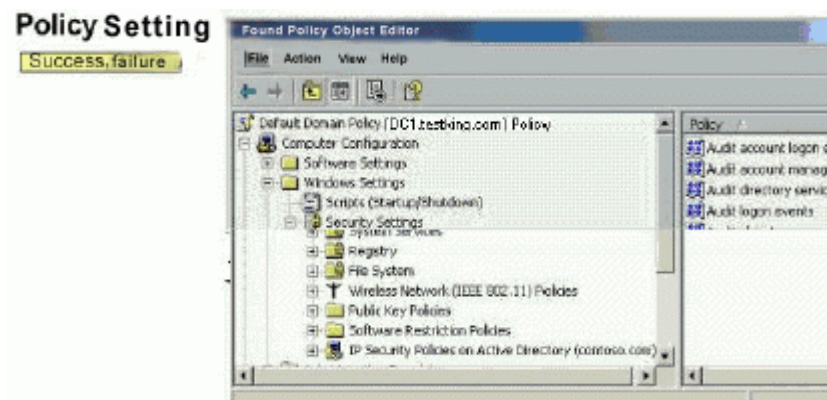 Policy Setting
Success, failure
Found Policy Object Editor
File Action View Help
Default Domain Policy [DC1.testking.com] Policy
Computer Configuration
Software Settings
Windows Settings
Scripts (Startup/Shutdown)
Security Settings
System Services
Registry
File System
Wireless Network (IEEE 802.11) Policies
Public Key Policies
Software Restriction Policies
IP Security Policies on Active Directory (contoso.com)
Policy
Audit account logon e
Audit account manag
Audit directory servic
Audit logon events